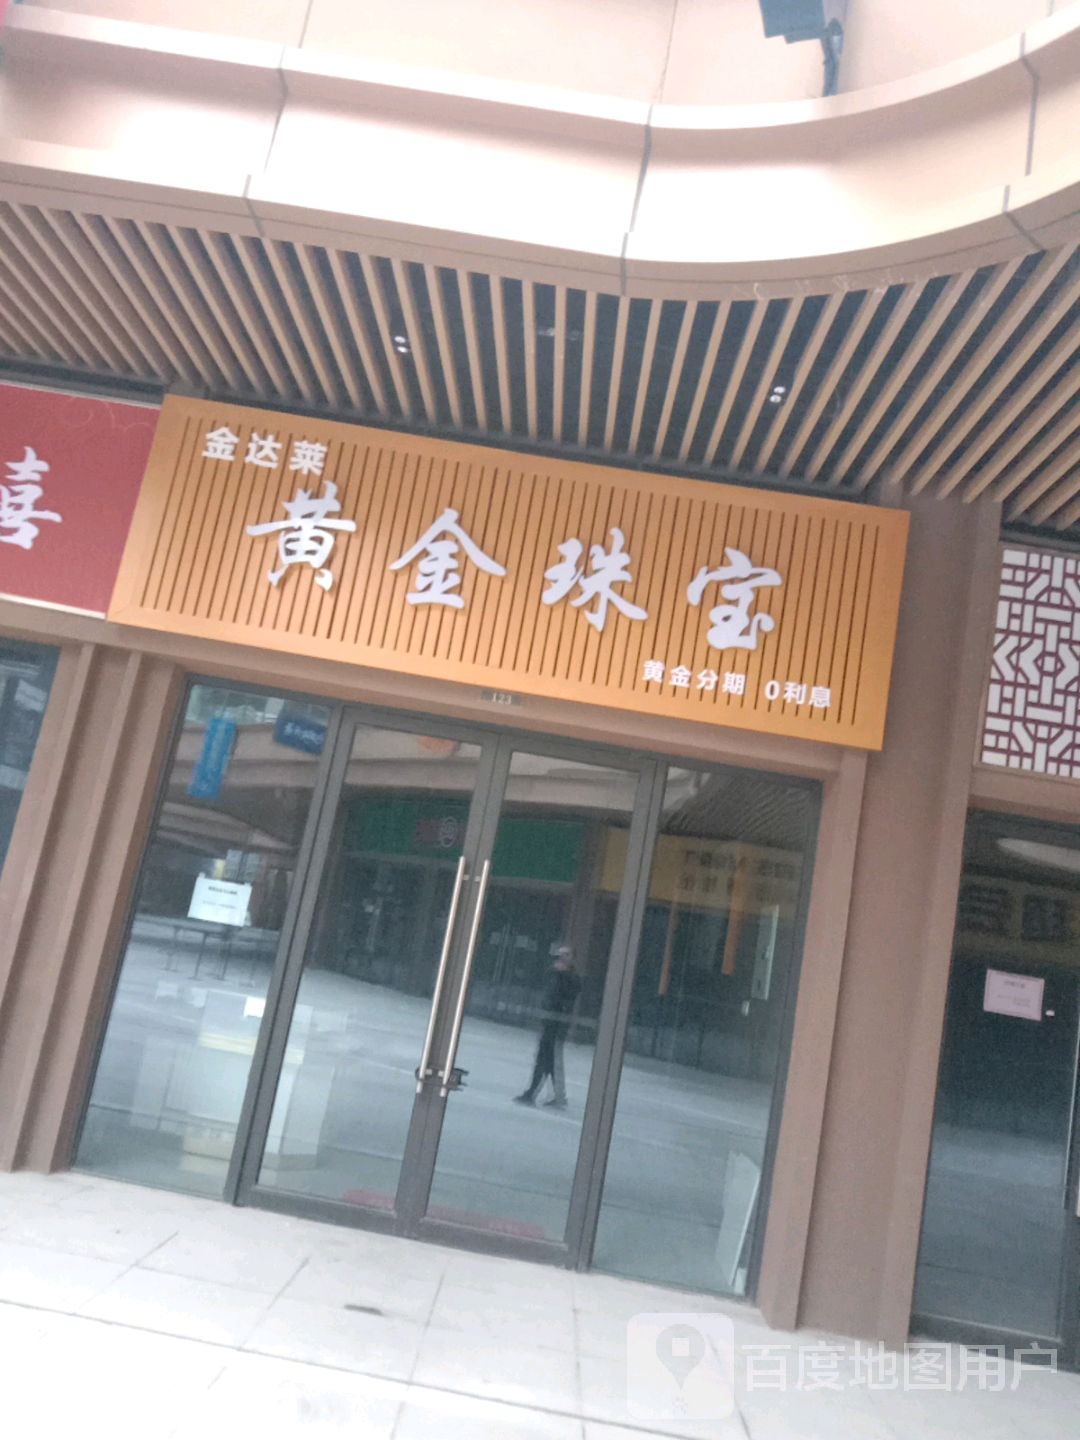 喜
金达莱
黄金珠宝
黄金分期 0利息
123
百度地图用户